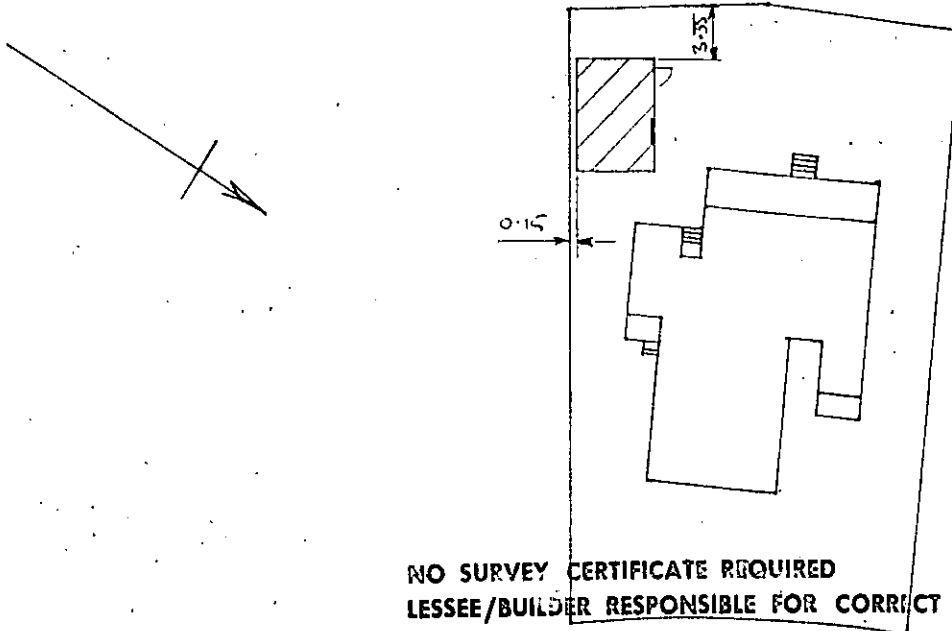 3.35
0.15
NO SURVEY CERTIFICATE REQUIRED
LESSEE/BUILDER RESPONSIBLE FOR CORRECT